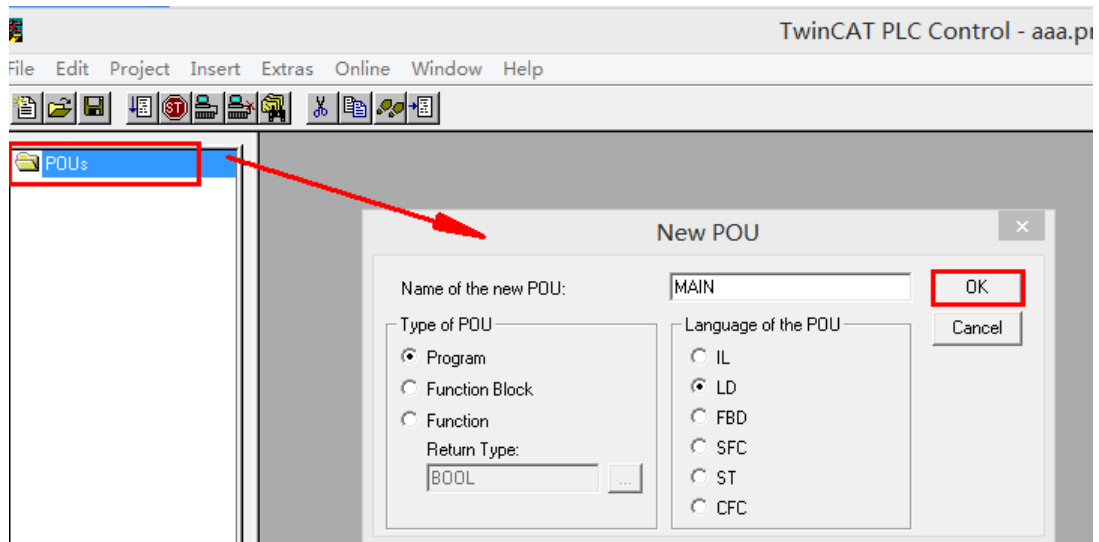 TwinCAT PLC Control - aaa.pr
File Edit Project Insert Extras Online Window Help
ST
POUs
New POU
Name of the new POU: MAIN OK
Type of POU Language of the POU Cancel
Program IL
Function Block LD
Function FBD
Return Type: SFC
BOOL ... ST
CFC